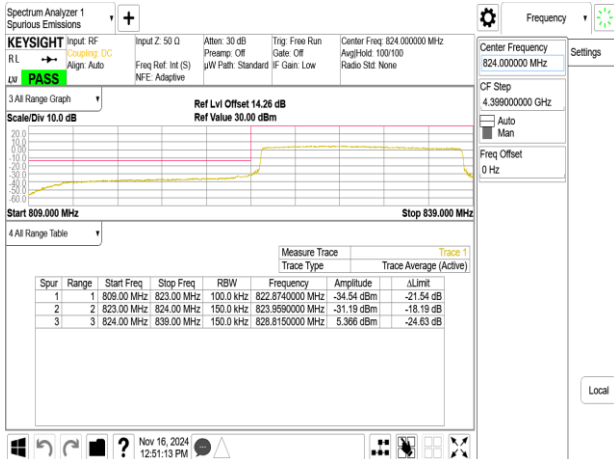 Spectrum Analyzer 1
Spurious Emissions
Frequency
KEYSIGHT Input: RF
RL
Coupling: DC
Align: Auto
LXI PASS
Input Z: 50 Ω
Freq Ref: Int (S)
NFE: Adaptive
Atten: 30 dB
Preamp: Off
µW Path: Standard
Trig: Free Run
Gate: Off
IF Gain: Low
Center Freq: 824.000000 MHz
Avg|Hold: 100/100
Radio Std: None
Center Frequency
824.000000 MHz
Settings
CF Step
4.399000000 GHz
Auto
Man
Freq Offset
0 Hz
Local
3 All Range Graph
Scale/Div 10.0 dB
Ref Lvl Offset 14.26 dB
Ref Value 30.00 dBm
20.0
10.0
0.00
-10.0
-20.0
-30.0
-40.0
-50.0
-60.0
Start 809.000 MHz Stop 839.000 MHz
4 All Range Table
Measure Trace Trace 1
Trace Type Trace Average (Active)
Spur Range Start Freq Stop Freq RBW Frequency Amplitude ΔLimit
1 1 809.00 MHz 823.00 MHz 100.0 kHz 822.8740000 MHz -34.54 dBm -21.54 dB
2 2 823.00 MHz 824.00 MHz 150.0 kHz 823.9590000 MHz -31.19 dBm -18.19 dB
3 3 824.00 MHz 839.00 MHz 150.0 kHz 828.8150000 MHz 5.366 dBm -24.63 dB
? Nov 16, 2024
12:51:13 PM